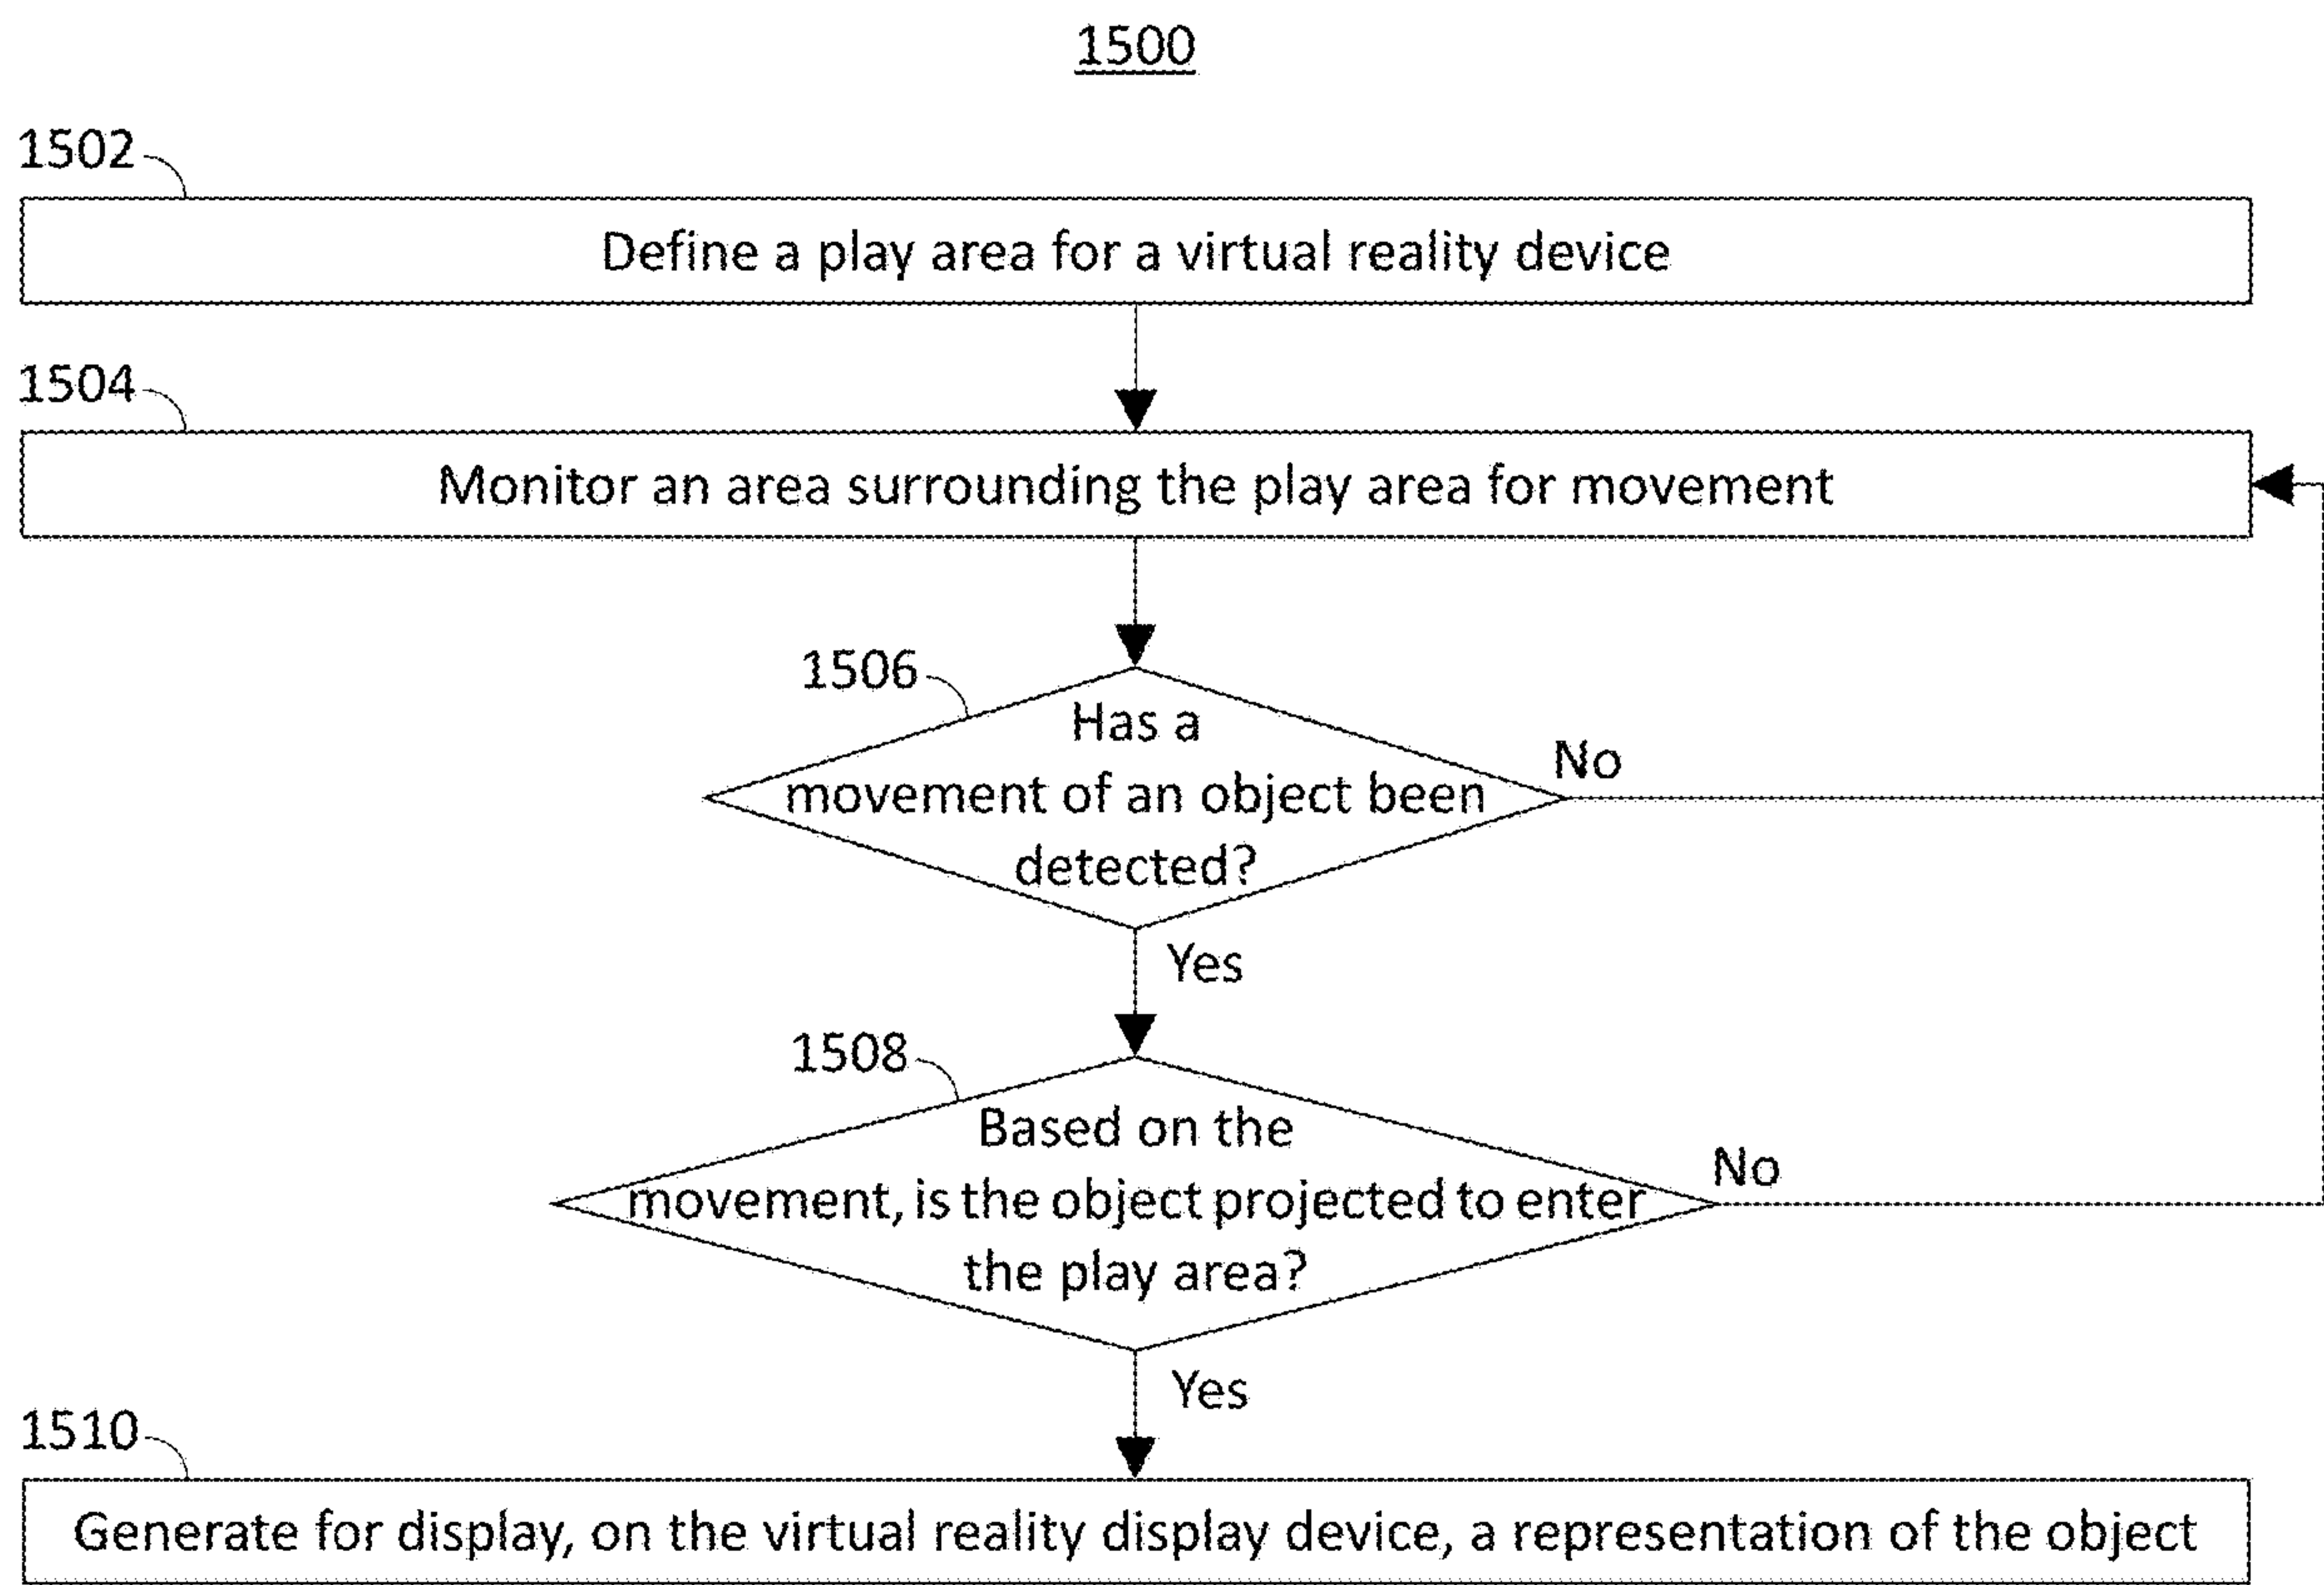 1500
1502
Define a play area for a virtual reality device
1504
Monitor an area surrounding the play area for movement
1506
Has a
movement of an object been
detected?
No
Yes
1508
Based on the
movement, is the object projected to enter
the play area?
No
Yes
1510
Generate for display, on the virtual reality display device, a representation of the object